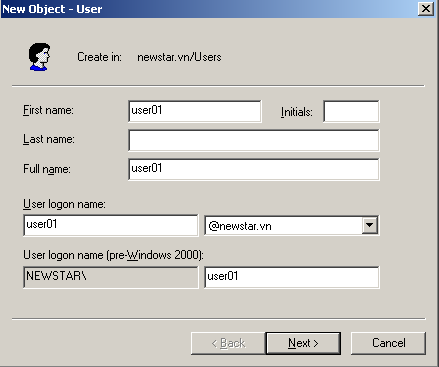 New Object - User
Create in: newstar.vn/Users
First name: user01 Initials:
Last name:
Full name: user01
User logon name:
user01 @newstar.vn
User logon name (pre-Windows 2000):
NEWSTAR\ user01
< Back Next > Cancel